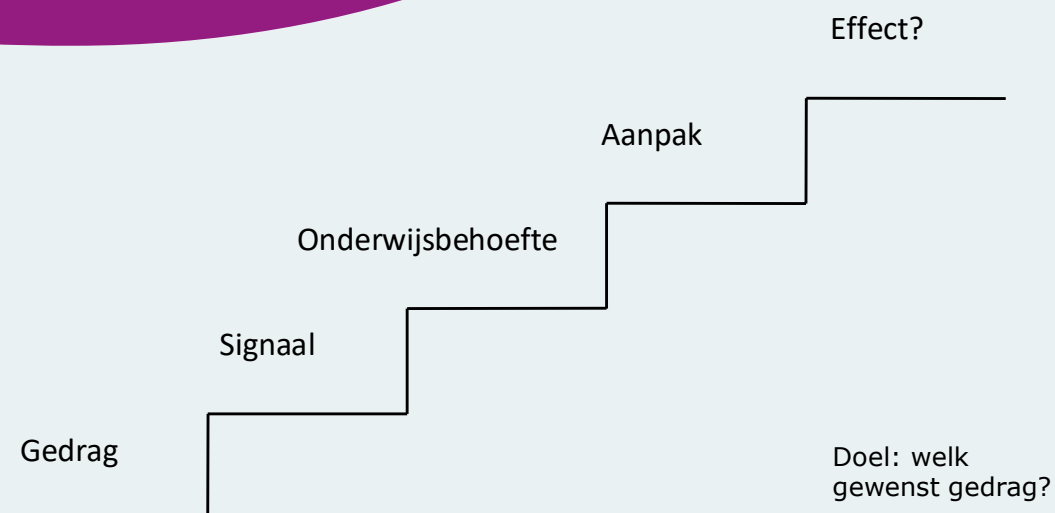 Effect?
Aanpak
Onderwijsbehoefte
Signaal
Gedrag
Doel: welk
gewenst gedrag?